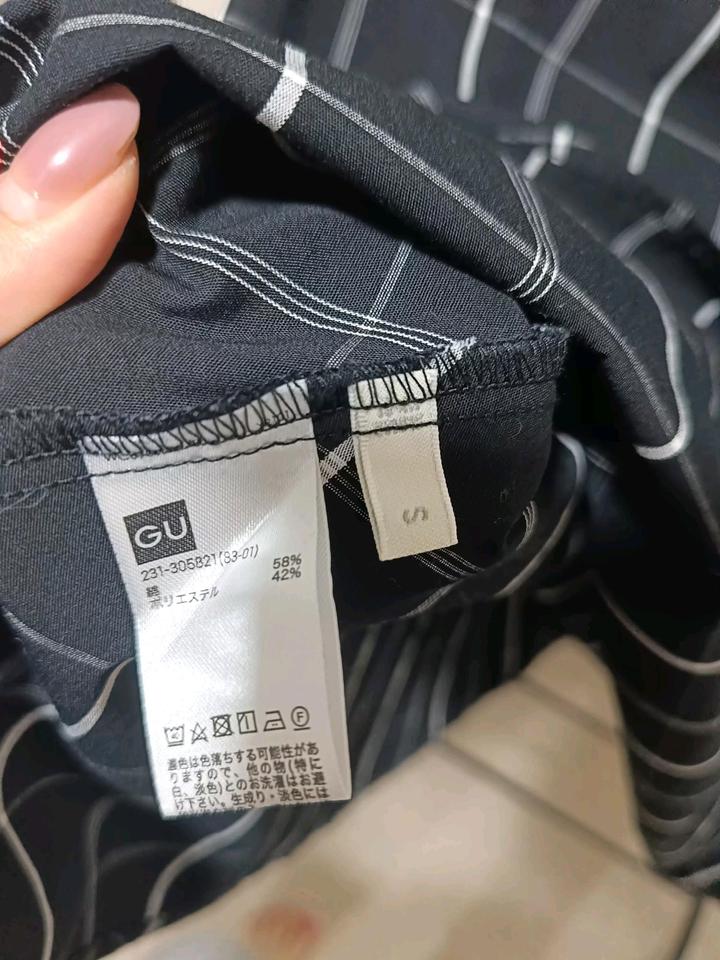 GU
231-305821(83-01)
綿 58%
ポリエステル 42%
S
濃色は色落ちする可能性があ
りますので、他の物(特に
白、淡色)とのお洗濯はお避
け下さい。生成り・淡色には